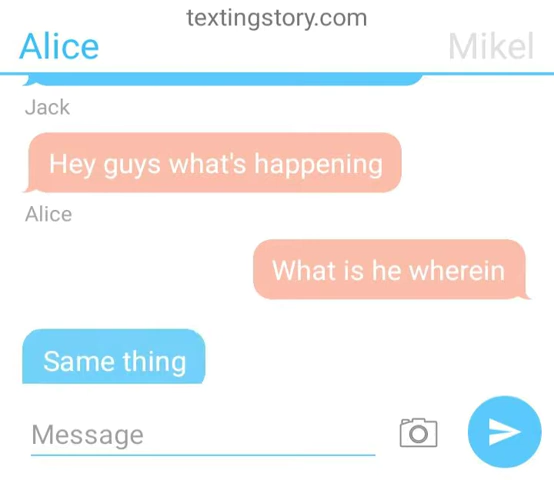 textingstory.com
Alice Mikel
Jack
Hey guys what's happening
Alice
What is he wherein
Same thing
Message